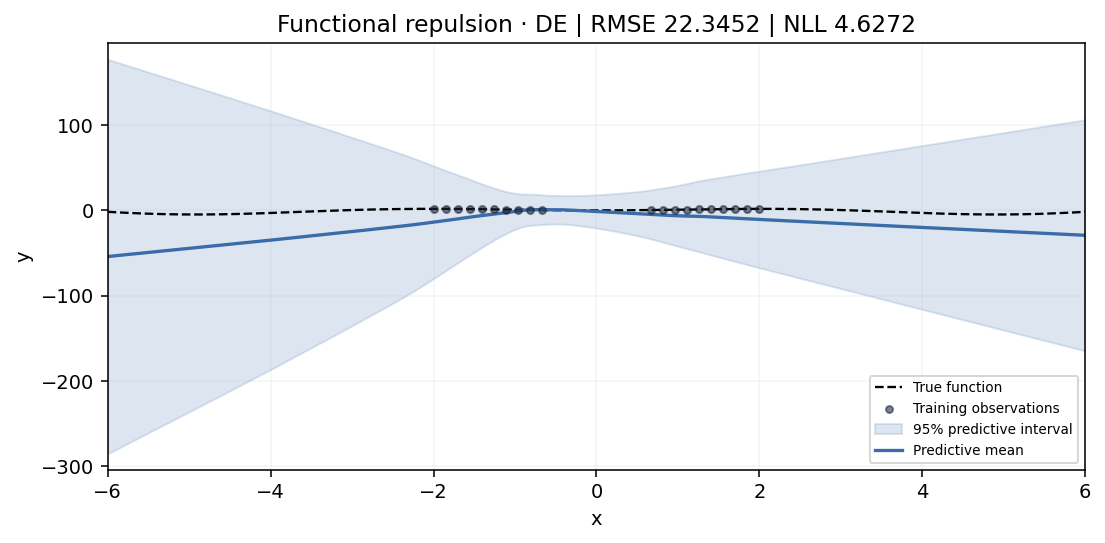 Functional repulsion · DE | RMSE 22.3452 | NLL 4.6272
y
100
0
−100
−200
−300
−6
−4
−2
0
2
4
6
x
True function
Training observations
95% predictive interval
Predictive mean